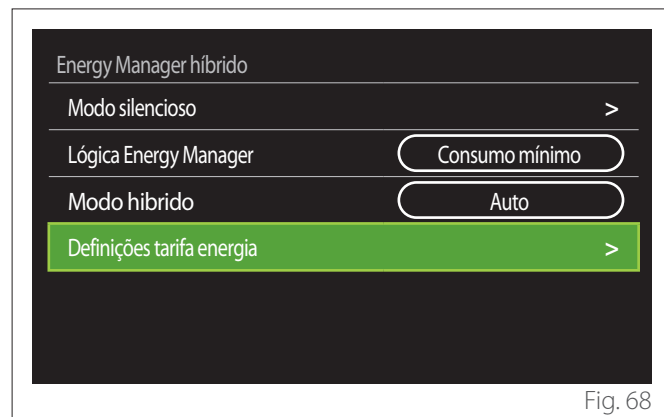 Energy Manager híbrido
Modo silencioso >
Lógica Energy Manager Consumo mínimo
Modo hibrido Auto
Definições tarifa energia >
Fig. 68